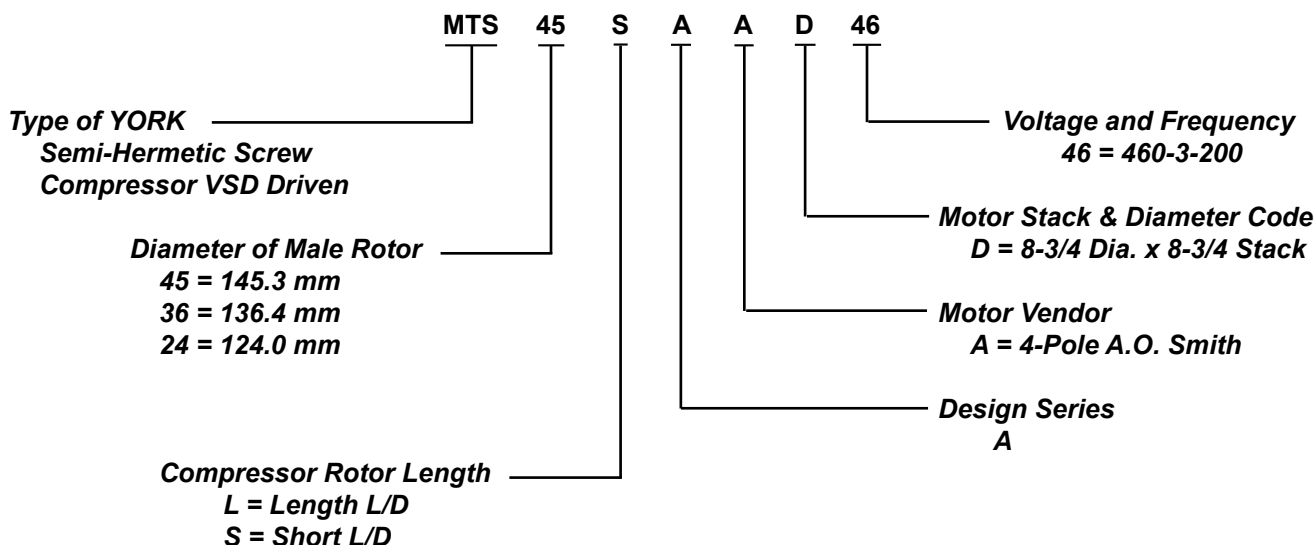 MTS 45 S A A D 46
Type of YORK
Semi-Hermetic Screw
Compressor VSD Driven
Diameter of Male Rotor
45 = 145.3 mm
36 = 136.4 mm
24 = 124.0 mm
Compressor Rotor Length
L = Length L/D
S = Short L/D
Voltage and Frequency
46 = 460-3-200
Motor Stack & Diameter Code
D = 8-3/4 Dia. x 8-3/4 Stack
Motor Vendor
A = 4-Pole A.O. Smith
Design Series
A